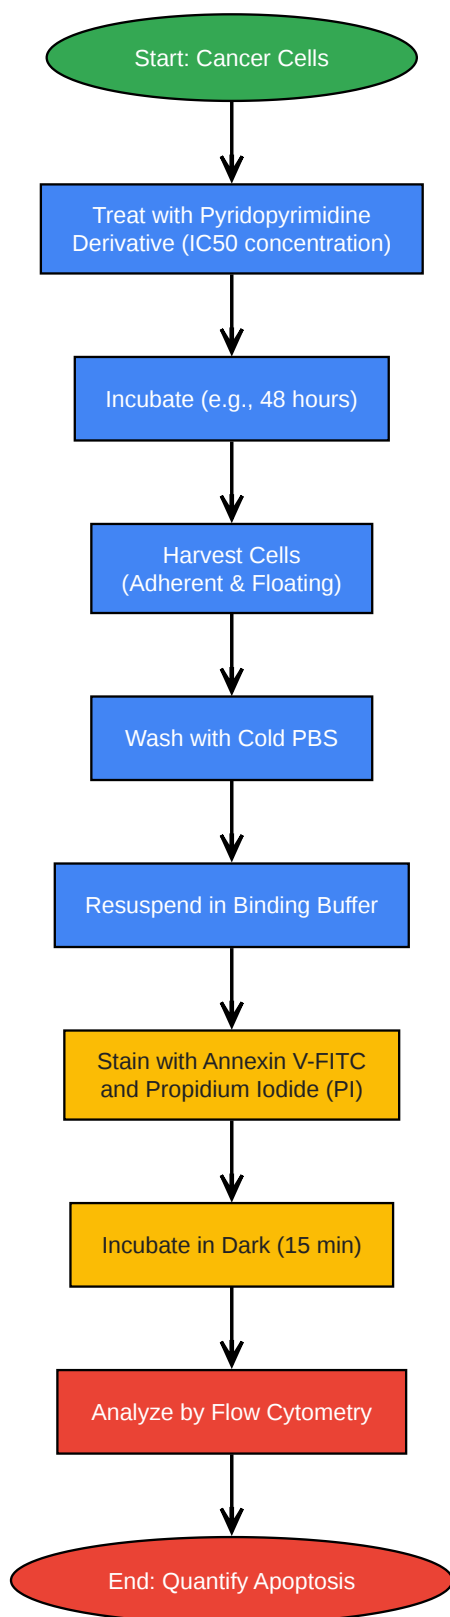 Start: Cancer Cells
Treat with Pyridopyrimidine
Derivative (IC50 concentration)
Incubate (e.g., 48 hours)
Harvest Cells
(Adherent & Floating)
Wash with Cold PBS
Resuspend in Binding Buffer
Stain with Annexin V-FITC
and Propidium Iodide (PI)
Incubate in Dark (15 min)
Analyze by Flow Cytometry
End: Quantify Apoptosis